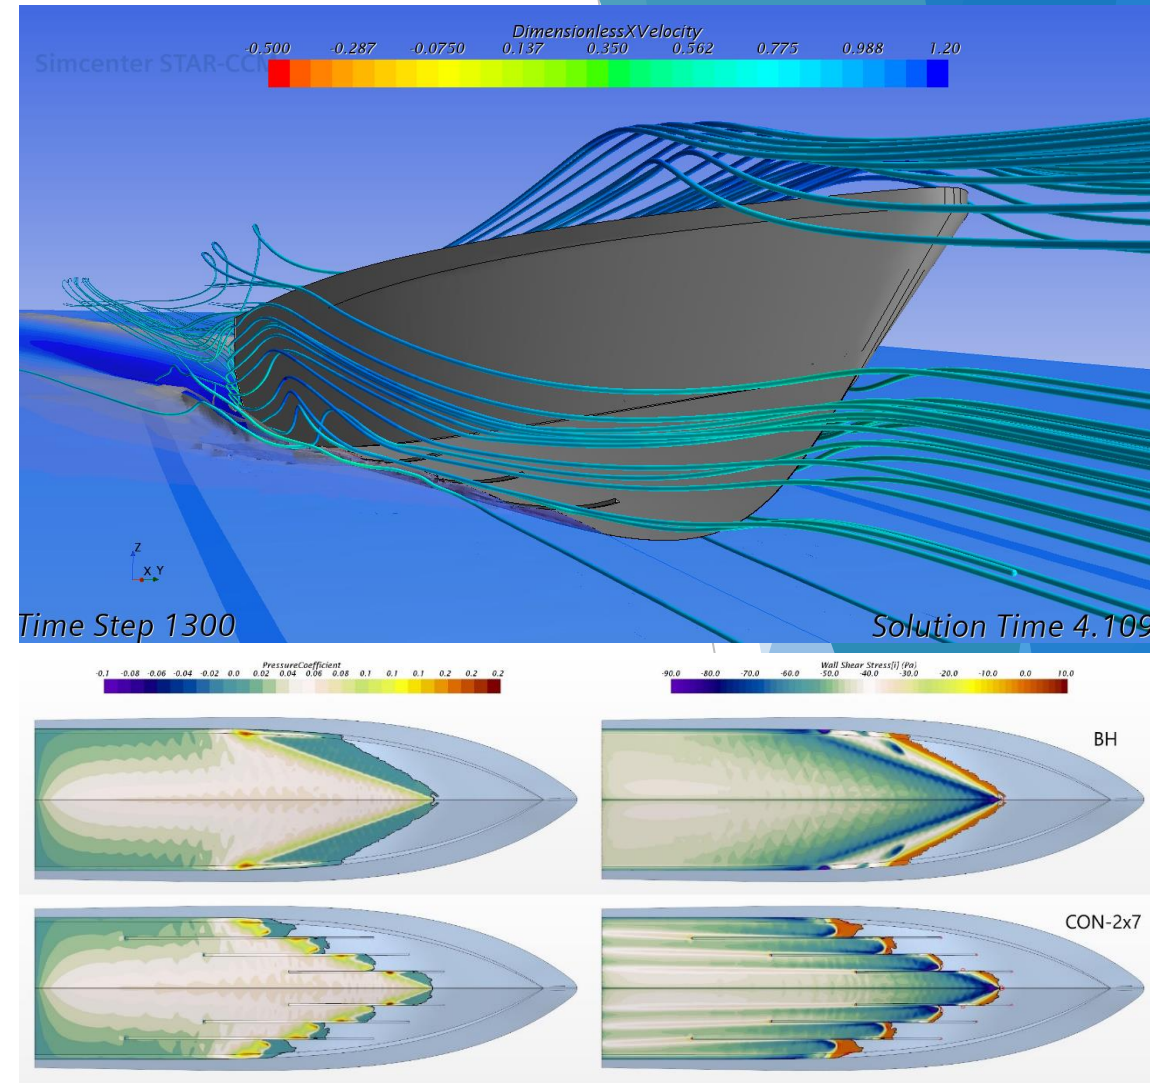 DimensionlessXVelocity
-0.500 -0.287 -0.0750 0.137 0.350 0.562 0.775 0.988 1.20
Simcenter STAR-CCM
Z
X Y
Time Step 1300
Solution Time 4.109
PressureCoefficient
-0.1 -0.08 -0.06 -0.04 -0.02 0.0 0.02 0.04 0.06 0.08 0.1 0.1 0.1 0.2 0.2 0.2
Wall Shear Stress[i] (Pa)
-90.0 -80.0 -70.0 -60.0 -50.0 -40.0 -30.0 -20.0 -10.0 0.0 10.0
BH
CON-2x7